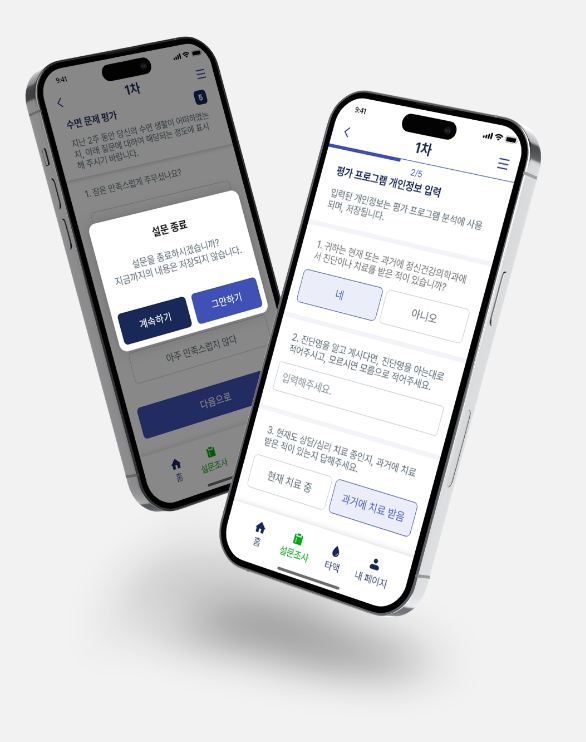 9:41
1차
수면 문제 평가
5
지난 2주 동안 당신의 수면 생활이 어떠하였는
지, 아래 질문에 대하여 해당되는 정도에 표시
해 주시기 바랍니다.
1. 잠은 만족스럽게 주무셨나요?
설문 종료
설문을 종료하시겠습니까?
지금까지의 내용은 저장되지 않습니다.
계속하기
그만하기
아주 만족스럽지 않다
다음으로
홈
설문조사
9:41
1차
2/5
평가 프로그램 개인정보 입력
입력된 개인정보는 평가 프로그램 분석에 사용
되며, 저장됩니다.
1. 귀하는 현재 또는 과거에 정신건강의학과에
서 진단이나 치료를 받은 적이 있습니까?
네
아니오
2. 진단명을 알고 계시다면, 진단명을 아는대로
적어주시고, 모르시면 모름으로 적어주세요.
입력해주세요.
3. 현재도 상담/심리 치료 중인지, 과거에 치료
받은 적이 있는지 답해주세요.
현재 치료 중
과거에 치료 받음
홈
설문조사
타액
내 페이지